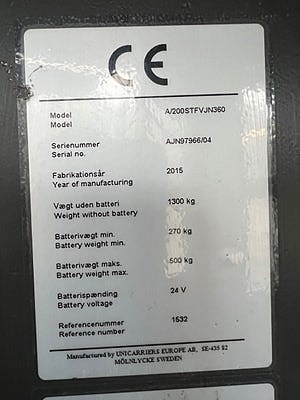 CE
Model A/200STFVJN360
Model
Serienummer AJN97966/04
Serial no.
Fabrikationsår 2015
Year of manufacturing
Vægt uden batteri 1300 kg
Weight without battery
Batterivægt min. 270 kg
Battery weight min.
Batterivægt maks. 500 kg
Battery weight max.
Batterispænding 24 V
Battery voltage
Referencenummer 1532
Reference number
Manufactured by UNICARRIERS EUROPE AB, SE-435 82
MÖLNLYCKE SWEDEN